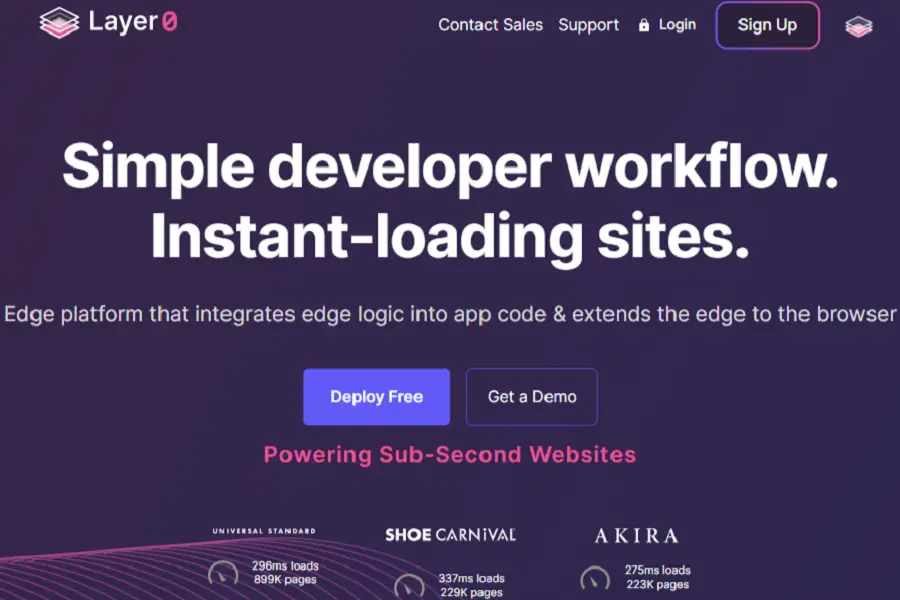 Layer0
Contact Sales
Support
Login
Sign Up
Simple developer workflow.
Instant-loading sites.
Edge platform that integrates edge logic into app code & extends the edge to the browser
Deploy Free
Get a Demo
Powering Sub-Second Websites
UNIVERSAL STANDARD
296ms loads
899K pages
SHOE CARNiVAL
337ms loads
229K pages
AKIRA
275ms loads
223K pages